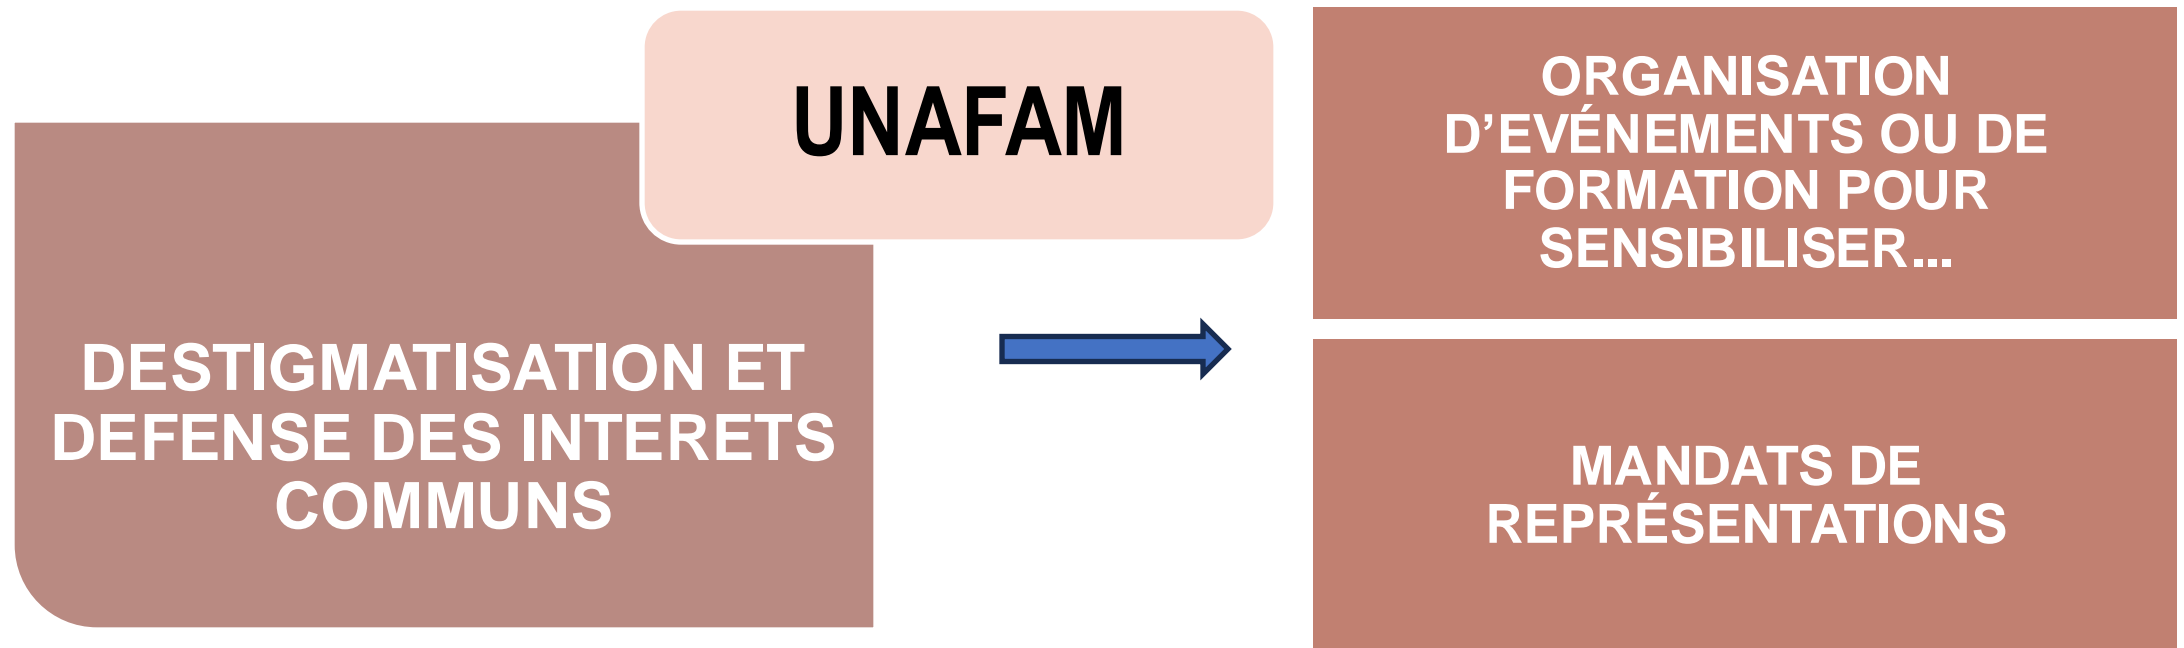 UNAFAM
DESTIGMATISATION ET
DEFENSE DES INTERETS
COMMUNS
ORGANISATION
D’EVÉNEMENTS OU DE
FORMATION POUR
SENSIBILISER...
MANDATS DE
REPRÉSENTATIONS